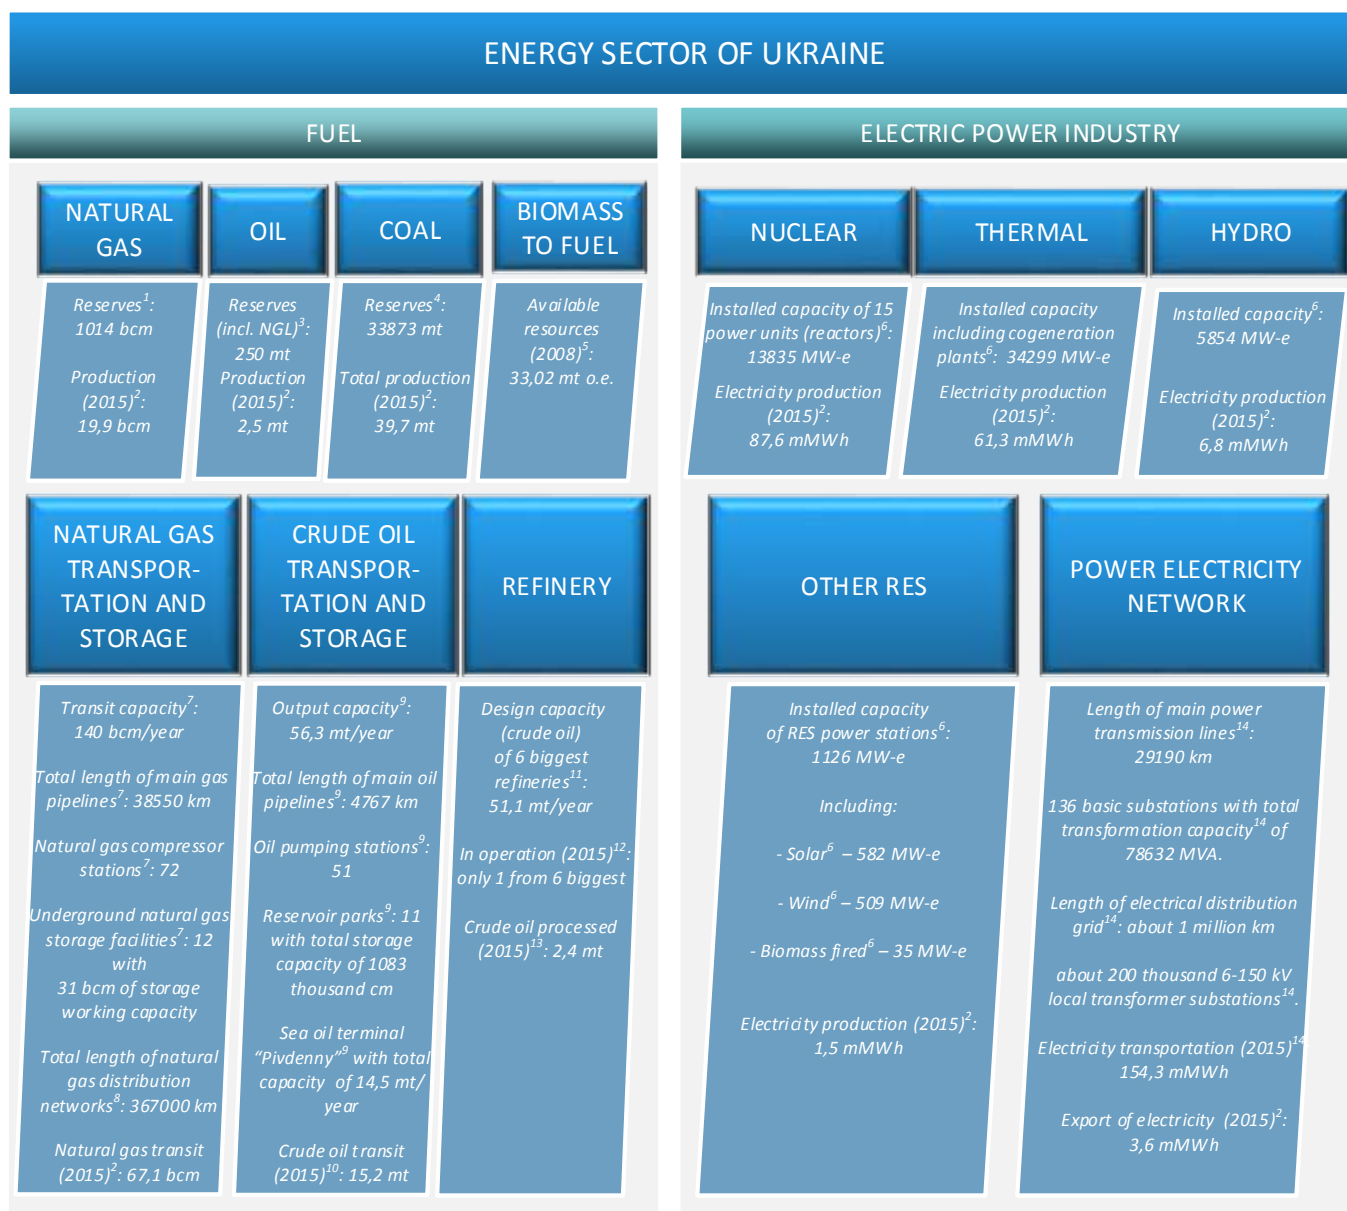 ENERGY SECTOR OF UKRAINE
FUEL
NATURAL
GAS
OIL
COAL
BIOMASS
TO FUEL
Reserves¹:
1014 bcm
Production
(2015)²:
19,9 bcm
Reserves
(incl. NGL)³:
250 mt
Production
(2015)²:
2,5 mt
Reserves⁴:
33873 mt
Total production
(2015)²:
39,7 mt
Available
resources
(2008)⁵:
33,02 mt o.e.
NATURAL GAS
TRANSPOR-
TATION AND
STORAGE
CRUDE OIL
TRANSPOR-
TATION AND
STORAGE
REFINERY
Transit capacity⁷:
140 bcm/year
Total length of main gas
pipelines⁷: 38550 km
Natural gas compressor
stations⁷: 72
Underground natural gas
storage facilities⁷: 12
with
31 bcm of storage
working capacity
Total length of natural
gas distribution
networks⁸: 367000 km
Natural gas transit
(2015)²: 67,1 bcm
Output capacity⁹:
56,3 mt/year
Total length of main oil
pipelines⁹: 4767 km
Oil pumping stations⁹:
51
Reservoir parks⁹: 11
with total storage
capacity of 1083
thousand cm
Sea oil terminal
“Pivdenny”⁹ with total
capacity of 14,5 mt/
year
Crude oil transit
(2015)¹⁰: 15,2 mt
Design capacity
(crude oil)
of 6 biggest
refineries¹¹:
51,1 mt/year
In operation (2015)¹²:
only 1 from 6 biggest
Crude oil processed
(2015)¹³: 2,4 mt
ELECTRIC POWER INDUSTRY
NUCLEAR
THERMAL
HYDRO
Installed capacity of 15
power units (reactors)⁶:
13835 MW-e
Electricity production
(2015)²:
87,6 mMWh
Installed capacity
including cogeneration
plants⁶: 34299 MW-e
Electricity production
(2015)²:
61,3 mMWh
Installed capacity⁶:
5854 MW-e
Electricity production
(2015)²:
6,8 mMWh
OTHER RES
POWER ELECTRICITY
NETWORK
Installed capacity
of RES power stations⁶:
1126 MW-e
Including:
- Solar⁶ – 582 MW-e
- Wind⁶ – 509 MW-e
- Biomass fired⁶ – 35 MW-e
Electricity production (2015)²:
1,5 mMWh
Length of main power
transmission lines¹⁴:
29190 km
136 basic substations with total
transformation capacity¹⁴ of
78632 MVA.
Length of electrical distribution
grid¹⁴: about 1 million km
about 200 thousand 6-150 kV
local transformer substations¹⁴.
Electricity transportation (2015)¹⁴
154,3 mMWh
Export of electricity (2015)²:
3,6 mMWh